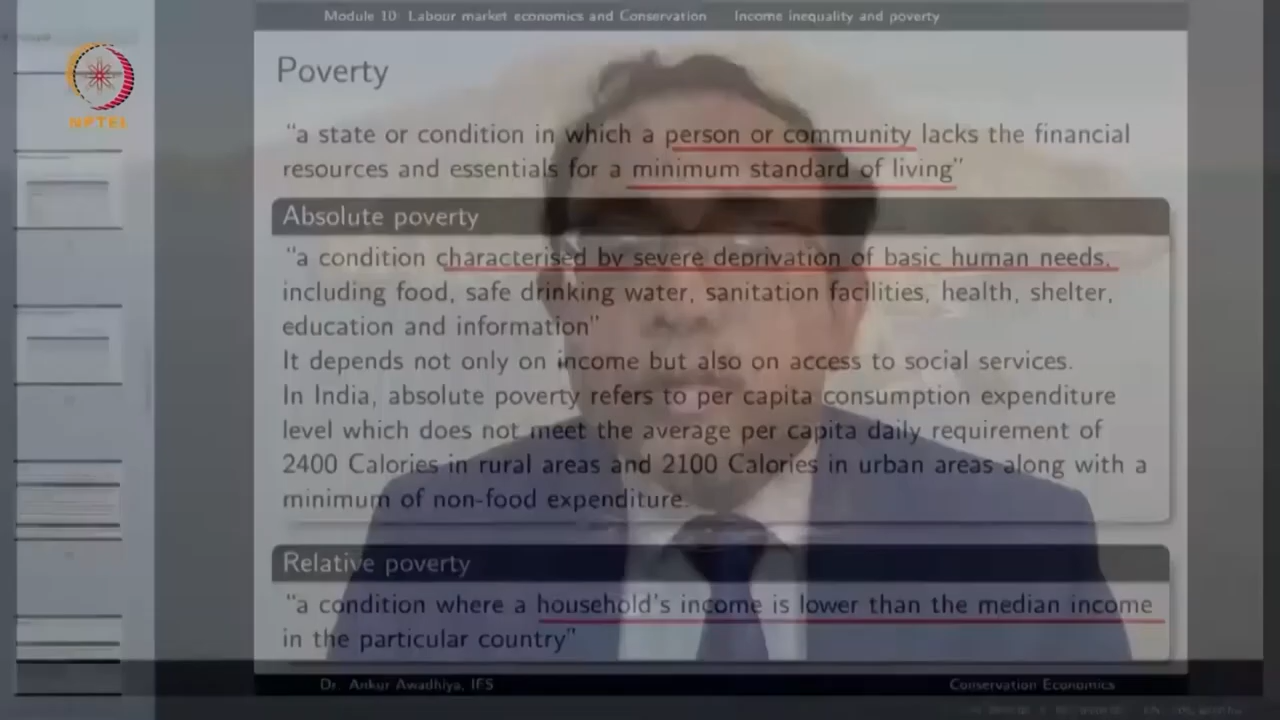 Module 10: Labour market economics and Conservation Income inequality and poverty
NPTEL
Poverty
"a state or condition in which a person or community lacks the financial
resources and essentials for a minimum standard of living"
Absolute poverty
"a condition characterised by severe deprivation of basic human needs,
including food, safe drinking water, sanitation facilities, health, shelter,
education and information"
It depends not only on income but also on access to social services.
In India, absolute poverty refers to per capita consumption expenditure
level which does not meet the average per capita daily requirement of
2400 Calories in rural areas and 2100 Calories in urban areas along with a
minimum of non-food expenditure.
Relative poverty
"a condition where a household's income is lower than the median income
in the particular country"
Dr. Ankur Awadhiya, IFS Conservation Economics